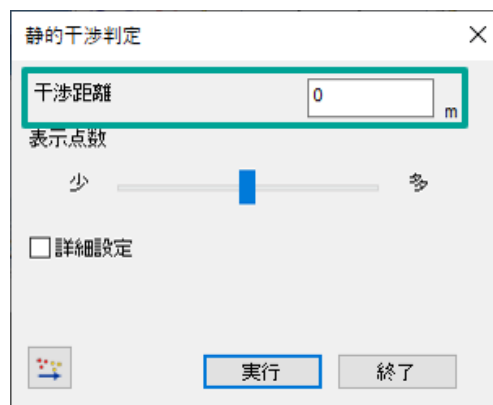 静的干渉判定
干渉距離 0 m
表示点数
少 多
詳細設定
実行 終了